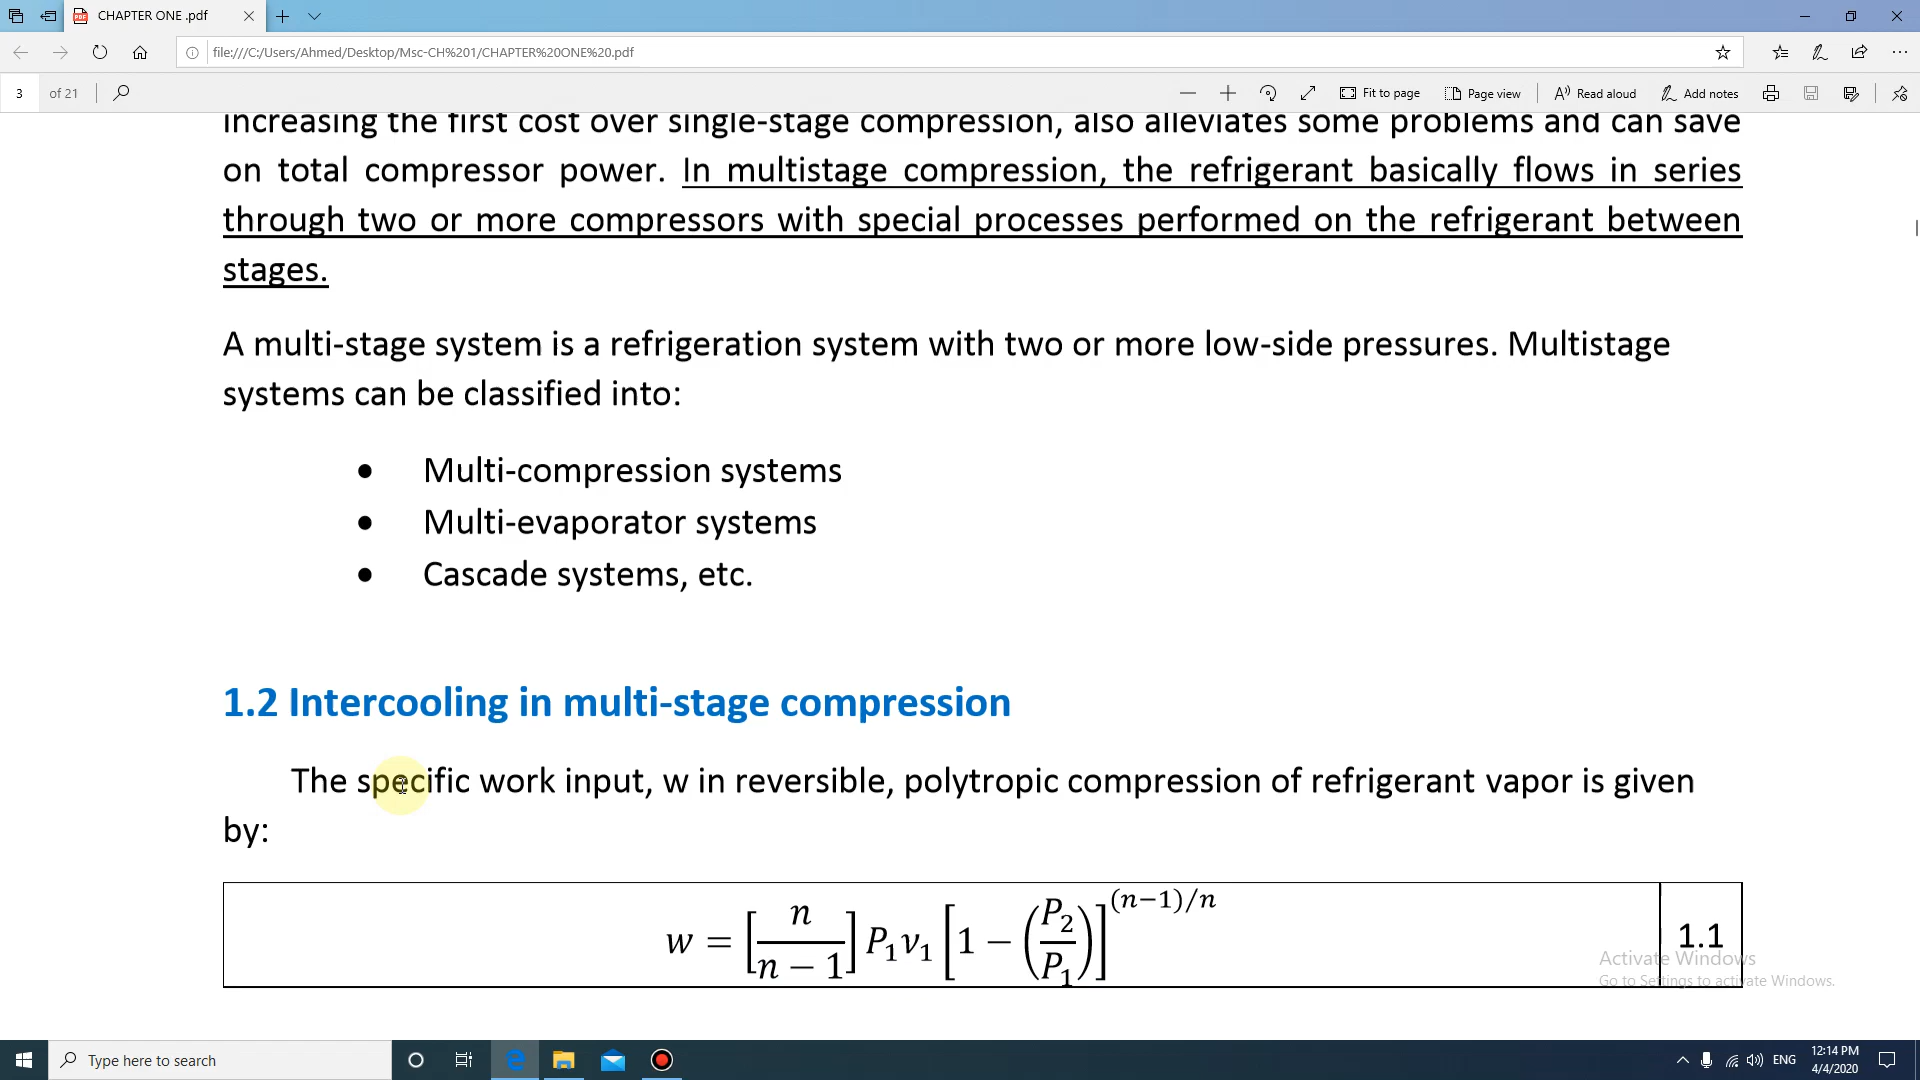 CHAPTER ONE .pdf
file:///C:/Users/Ahmed/Desktop/Msc-CH%201/CHAPTER%20ONE%20.pdf
3 of 21 Fit to page Page view Read aloud Add notes
increasing the first cost over single-stage compression, also alleviates some problems and can save
on total compressor power. In multistage compression, the refrigerant basically flows in series
through two or more compressors with special processes performed on the refrigerant between
stages.
A multi-stage system is a refrigeration system with two or more low-side pressures. Multistage
systems can be classified into:
• Multi-compression systems
• Multi-evaporator systems
• Cascade systems, etc.
1.2 Intercooling in multi-stage compression
The specific work input, w in reversible, polytropic compression of refrigerant vapor is given
by:
w = [n/(n − 1)] P₁v₁ [1 − (P₂/P₁)]^(n−1)/n 1.1
Activate Windows
Go to Settings to activate Windows.
Type here to search
ENG
12:14 PM
4/4/2020